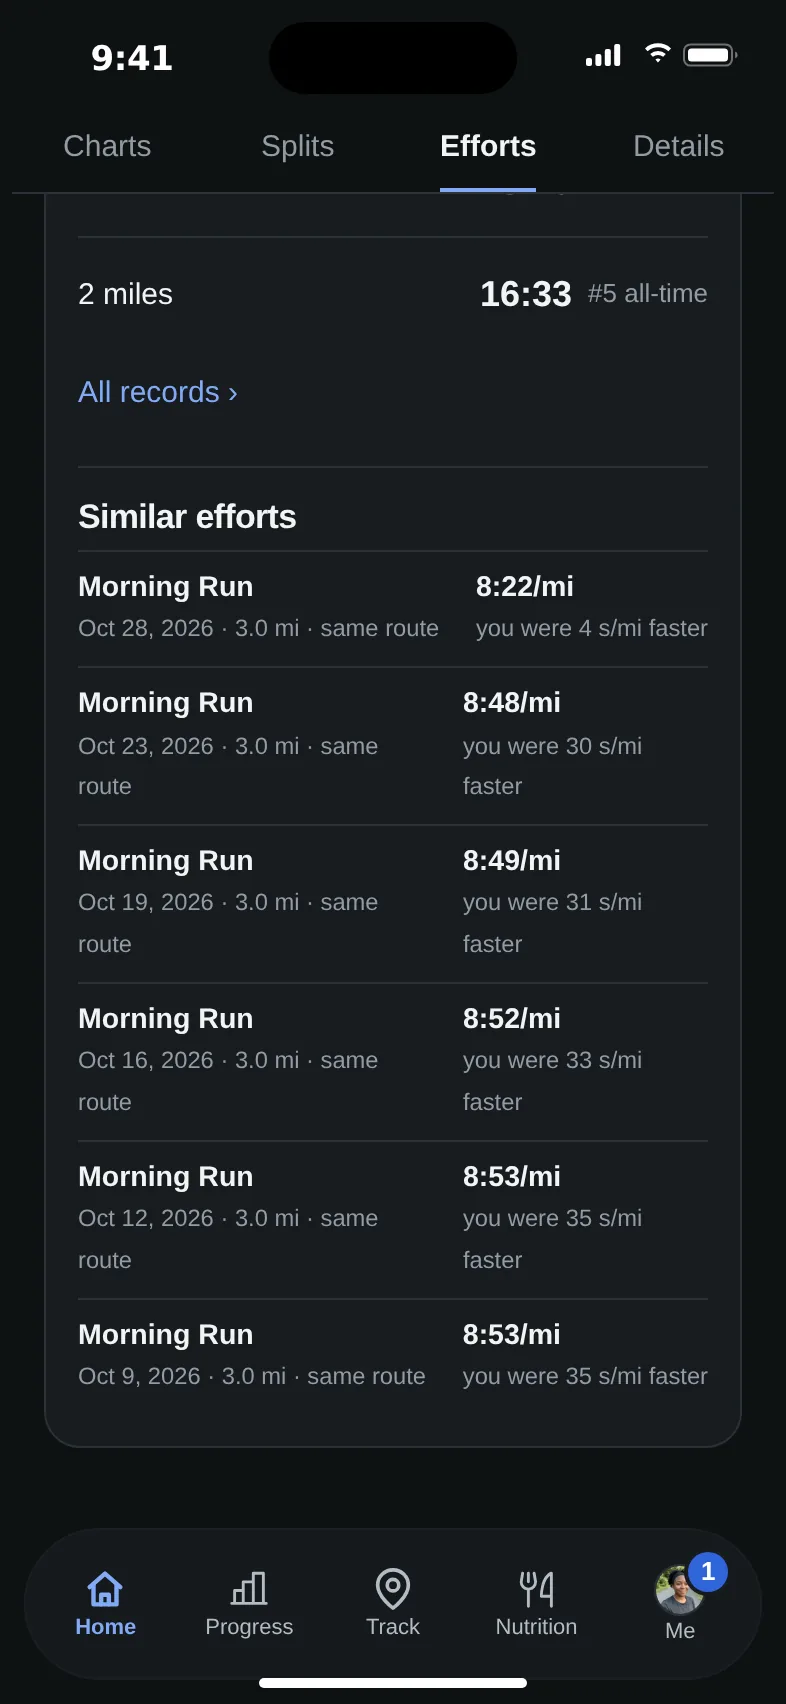 9:41
Charts Splits Efforts Details
2 miles 16:33 #5 all-time
All records ›
Similar efforts
Morning Run 8:22/mi
Oct 28, 2026 · 3.0 mi · same route you were 4 s/mi faster
Morning Run 8:48/mi
Oct 23, 2026 · 3.0 mi · same you were 30 s/mi
route faster
Morning Run 8:49/mi
Oct 19, 2026 · 3.0 mi · same you were 31 s/mi
route faster
Morning Run 8:52/mi
Oct 16, 2026 · 3.0 mi · same you were 33 s/mi
route faster
Morning Run 8:53/mi
Oct 12, 2026 · 3.0 mi · same you were 35 s/mi
route faster
Morning Run 8:53/mi
Oct 9, 2026 · 3.0 mi · same route you were 35 s/mi faster
1
Home Progress Track Nutrition Me